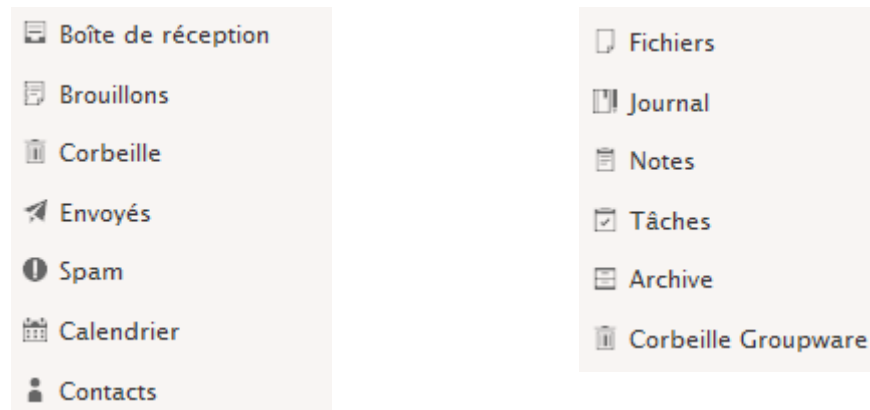 Boîte de réception
Brouillons
Corbeille
Envoyés
Spam
Calendrier
Contacts
Fichiers
Journal
Notes
Tâches
Archive
Corbeille Groupware